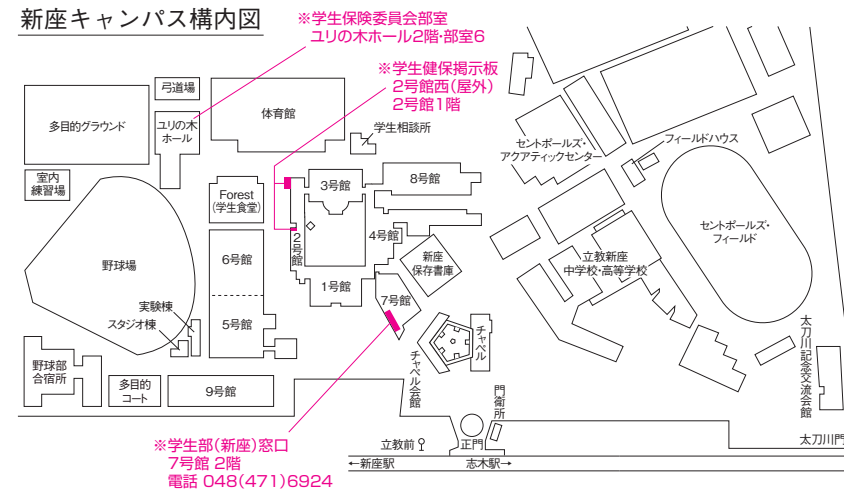 新座キャンパス構内図
※学生保険委員会部室
ユリの木ホール2階・部室6
※学生健保掲示板
2号館西(屋外)
2号館1階
弓道場
多目的グラウンド
ユリの木
ホール
体育館
学生相談所
セントポールズ・
アクアティックセンター
フィールドハウス
室内
練習場
Forest
(学生食堂)
3号館
8号館
2号館
4号館
新座
保存書庫
セントポールズ・
フィールド
野球場
6号館
1号館
7号館
立教新座
中学校・高等学校
実験棟
スタジオ棟
5号館
チャペル会館
チャペル
太刀川記念交流会館
野球部
合宿所
多目的
コート
9号館
門衛所
※学生部(新座)窓口
7号館 2階
電話 048(471)6924
立教前
正門
太刀川門
←新座駅
志木駅→